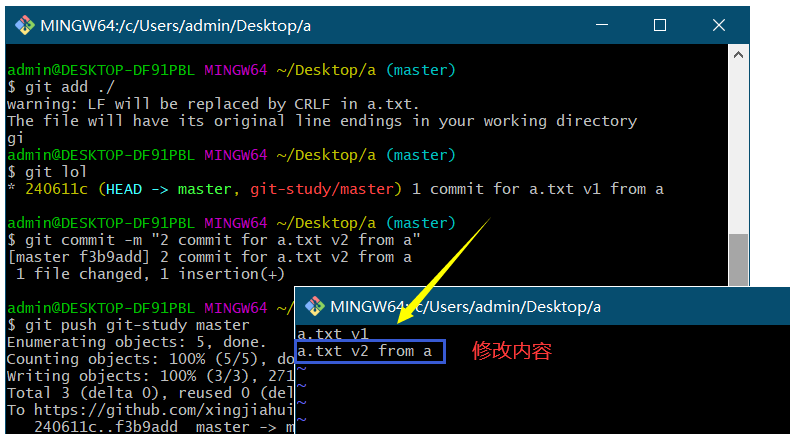 MINGW64:/c/Users/admin/Desktop/a
admin@DESKTOP-DF91PBL MINGW64 ~/Desktop/a (master)
$ git add ./
warning: LF will be replaced by CRLF in a.txt.
The file will have its original line endings in your working directory
gi
admin@DESKTOP-DF91PBL MINGW64 ~/Desktop/a (master)
$ git lol
* 240611c (HEAD -> master, git-study/master) 1 commit for a.txt v1 from a
admin@DESKTOP-DF91PBL MINGW64 ~/Desktop/a (master)
$ git commit -m "2 commit for a.txt v2 from a"
[master f3b9add] 2 commit for a.txt v2 from a
1 file changed, 1 insertion(+)
admin@DESKTOP-DF91PBL MINGW64 ~/
$ git push git-study master
Enumerating objects: 5, done.
Counting objects: 100% (5/5), do
Writing objects: 100% (3/3), 271
Total 3 (delta 0), reused 0 (del
To https://github.com/xingjiahui
240611c..f3b9add master -> m
MINGW64:/c/Users/admin/Desktop/a
a.txt v1
a.txt v2 from a
修改内容
~
~
~
~